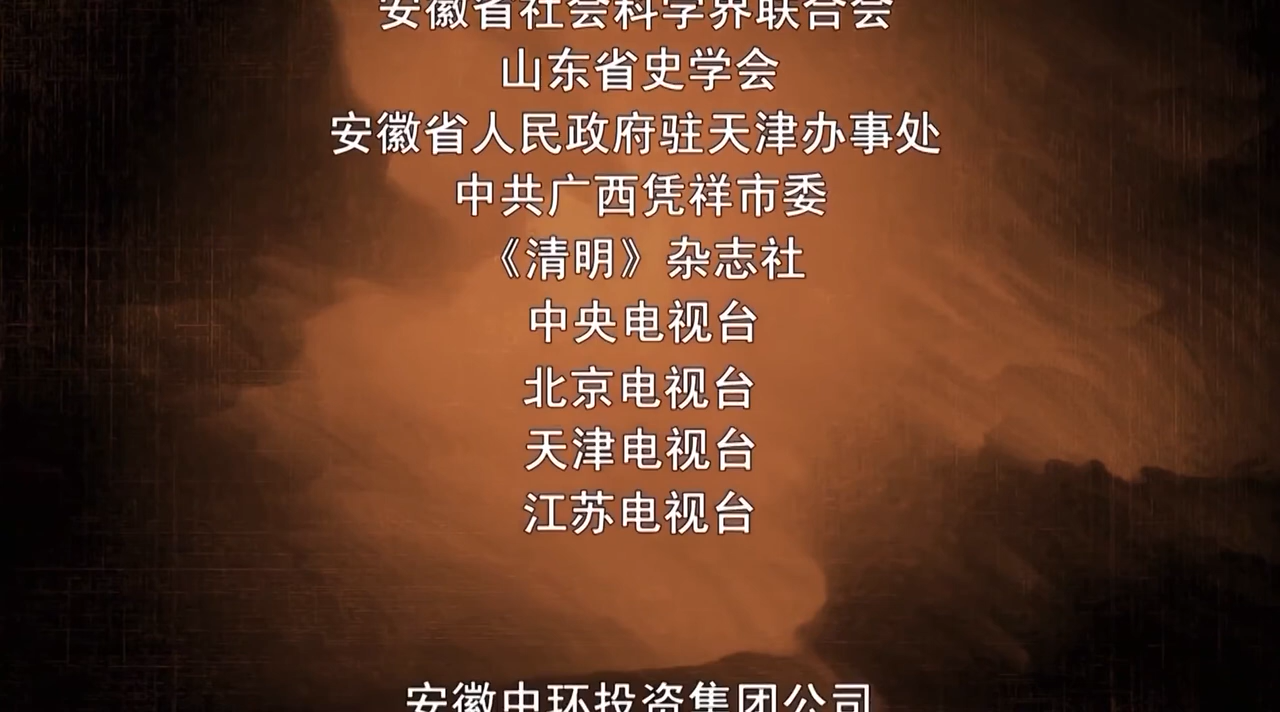 安徽省社会科学界联合会
山东省史学会
安徽省人民政府驻天津办事处
中共广西凭祥市委
《清明》杂志社
中央电视台
北京电视台
天津电视台
江苏电视台
安徽中环投资集团公司